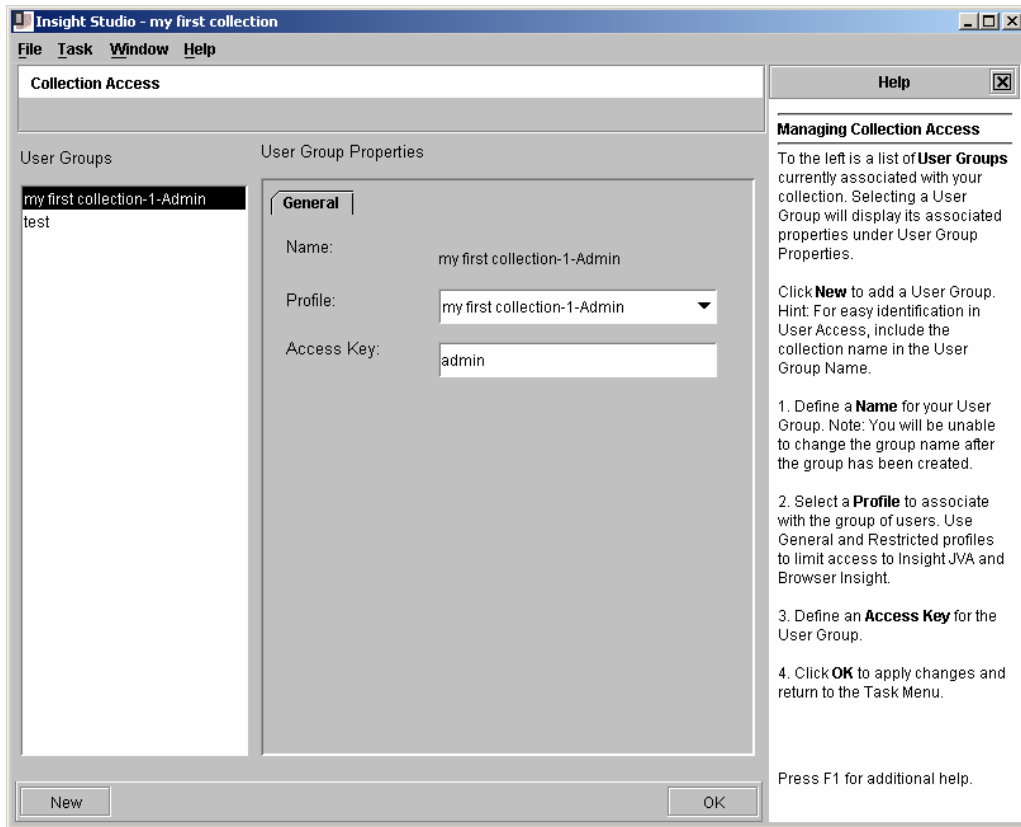 Insight Studio - my first collection
File Task Window Help
Collection Access
User Groups
my first collection-1-Admin
test
User Group Properties
General
Name:
my first collection-1-Admin
Profile:
my first collection-1-Admin
Access Key:
admin
New
OK
Help
Managing Collection Access
To the left is a list of User Groups
currently associated with your
collection. Selecting a User
Group will display its associated
properties under User Group
Properties.
Click New to add a User Group.
Hint: For easy identification in
User Access, include the
collection name in the User
Group Name.
1. Define a Name for your User
Group. Note: You will be unable
to change the group name after
the group has been created.
2. Select a Profile to associate
with the group of users. Use
General and Restricted profiles
to limit access to Insight JVA and
Browser Insight.
3. Define an Access Key for the
User Group.
4. Click OK to apply changes and
return to the Task Menu.
Press F1 for additional help.